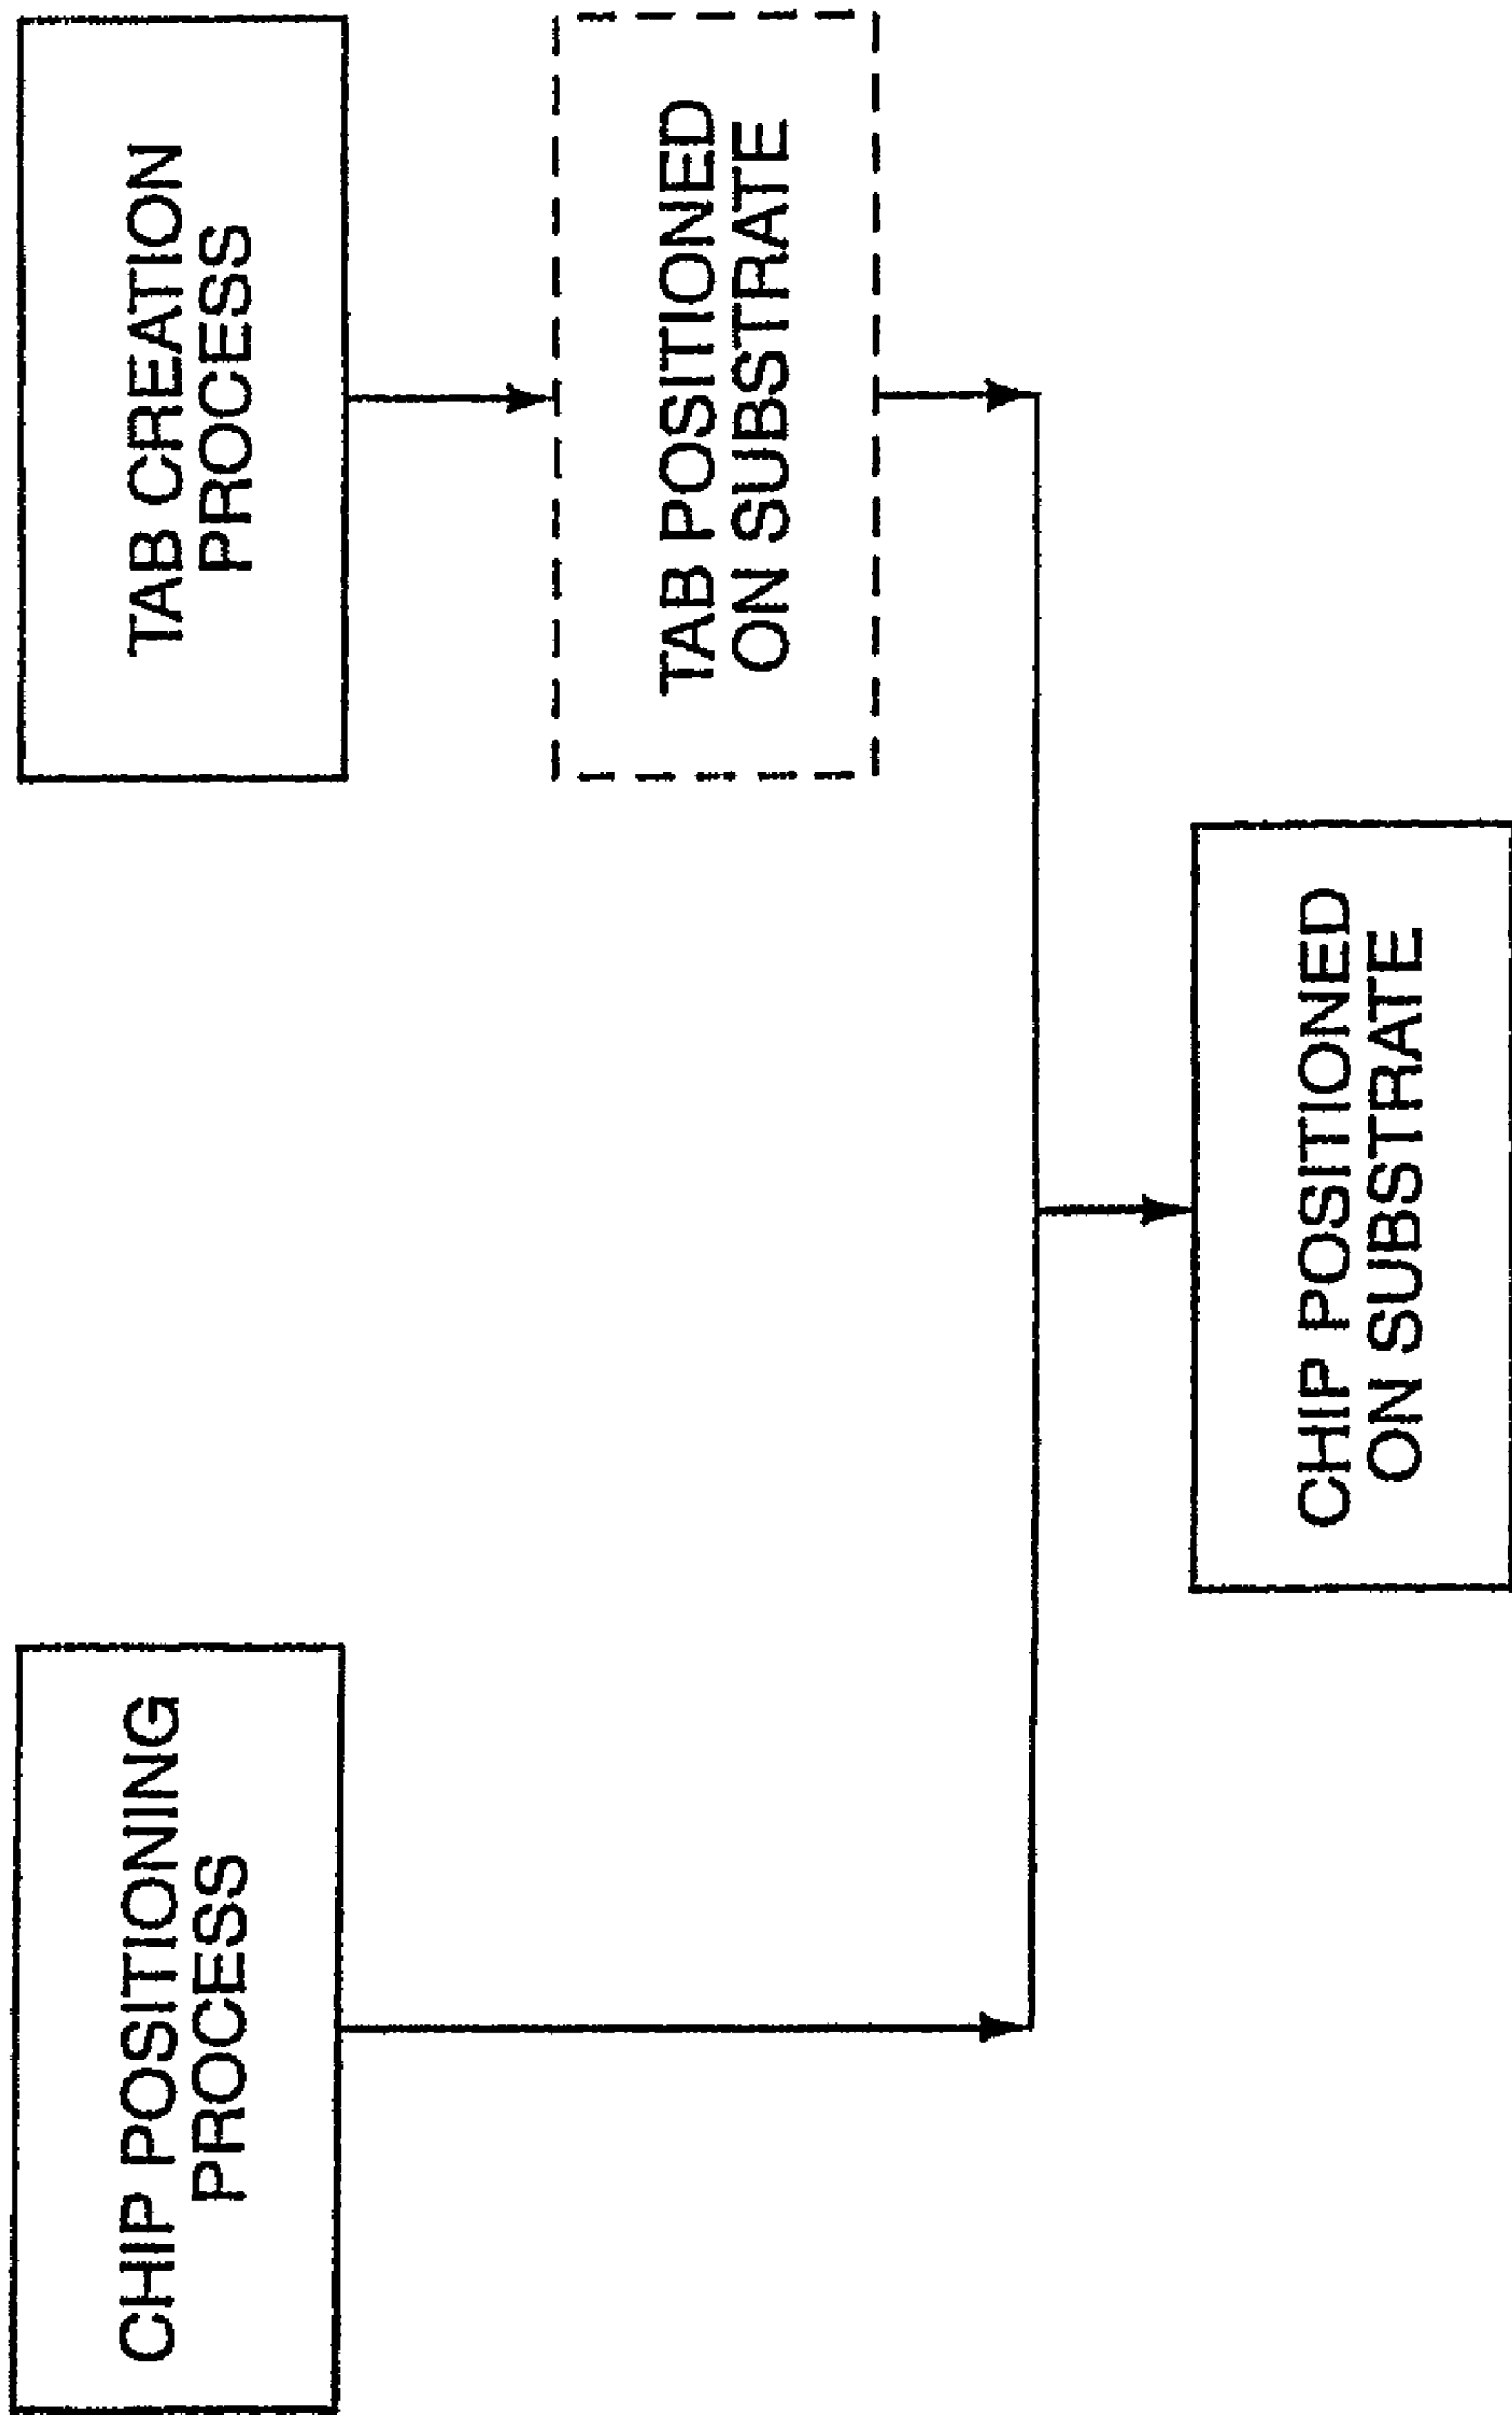 CHIP POSITIONING
PROCESS
TAB CREATION
PROCESS
TAB POSITIONED
ON SUBSTRATE
CHIP POSITIONED
ON SUBSTRATE